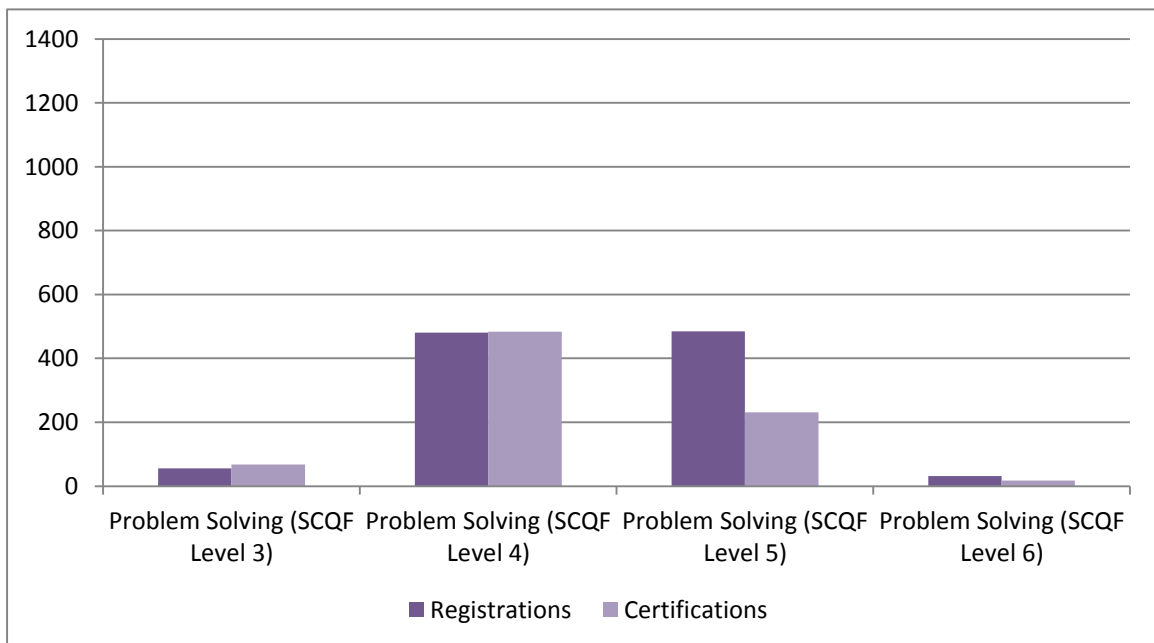 1400
1200
1000
800
600
400
200
0
Problem Solving (SCQF Level 3)
Problem Solving (SCQF Level 4)
Problem Solving (SCQF Level 5)
Problem Solving (SCQF Level 6)
Registrations
Certifications